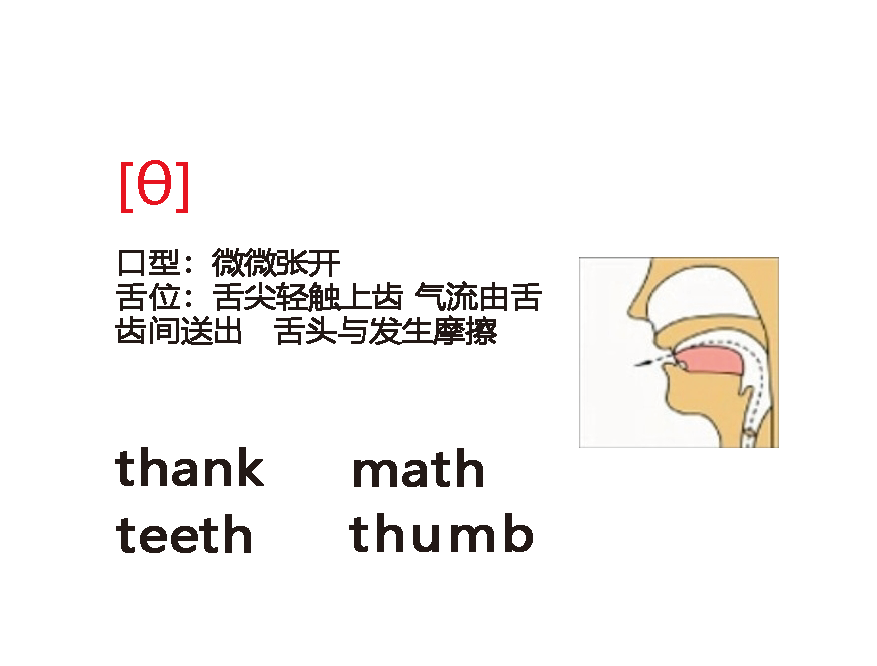 [θ]
口型：微微张开
舌位：舌尖轻触上齿 气流由舌
齿间送出 舌头与发生摩擦
thank math
teeth thumb